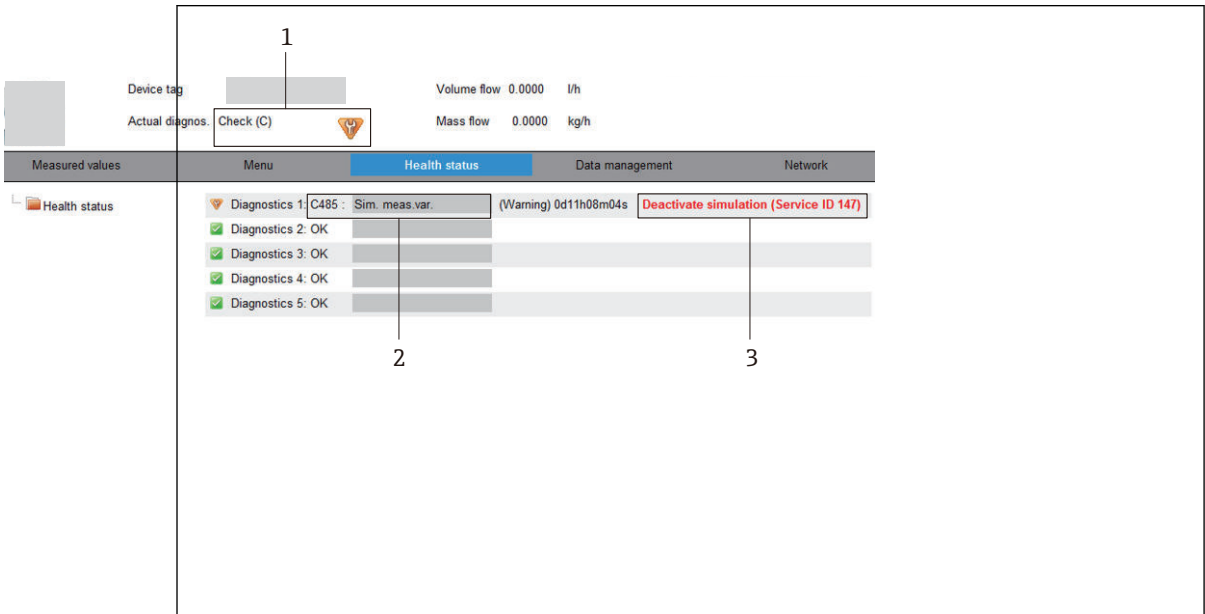 1
Device tag Volume flow 0.0000 l/h
Actual diagnos. Check (C) Mass flow 0.0000 kg/h
Measured values Menu Health status Data management Network
Health status
Diagnostics 1: C485 : Sim. meas.var. (Warning) 0d11h08m04s Deactivate simulation (Service ID 147)
Diagnostics 2: OK
Diagnostics 3: OK
Diagnostics 4: OK
Diagnostics 5: OK
2 3